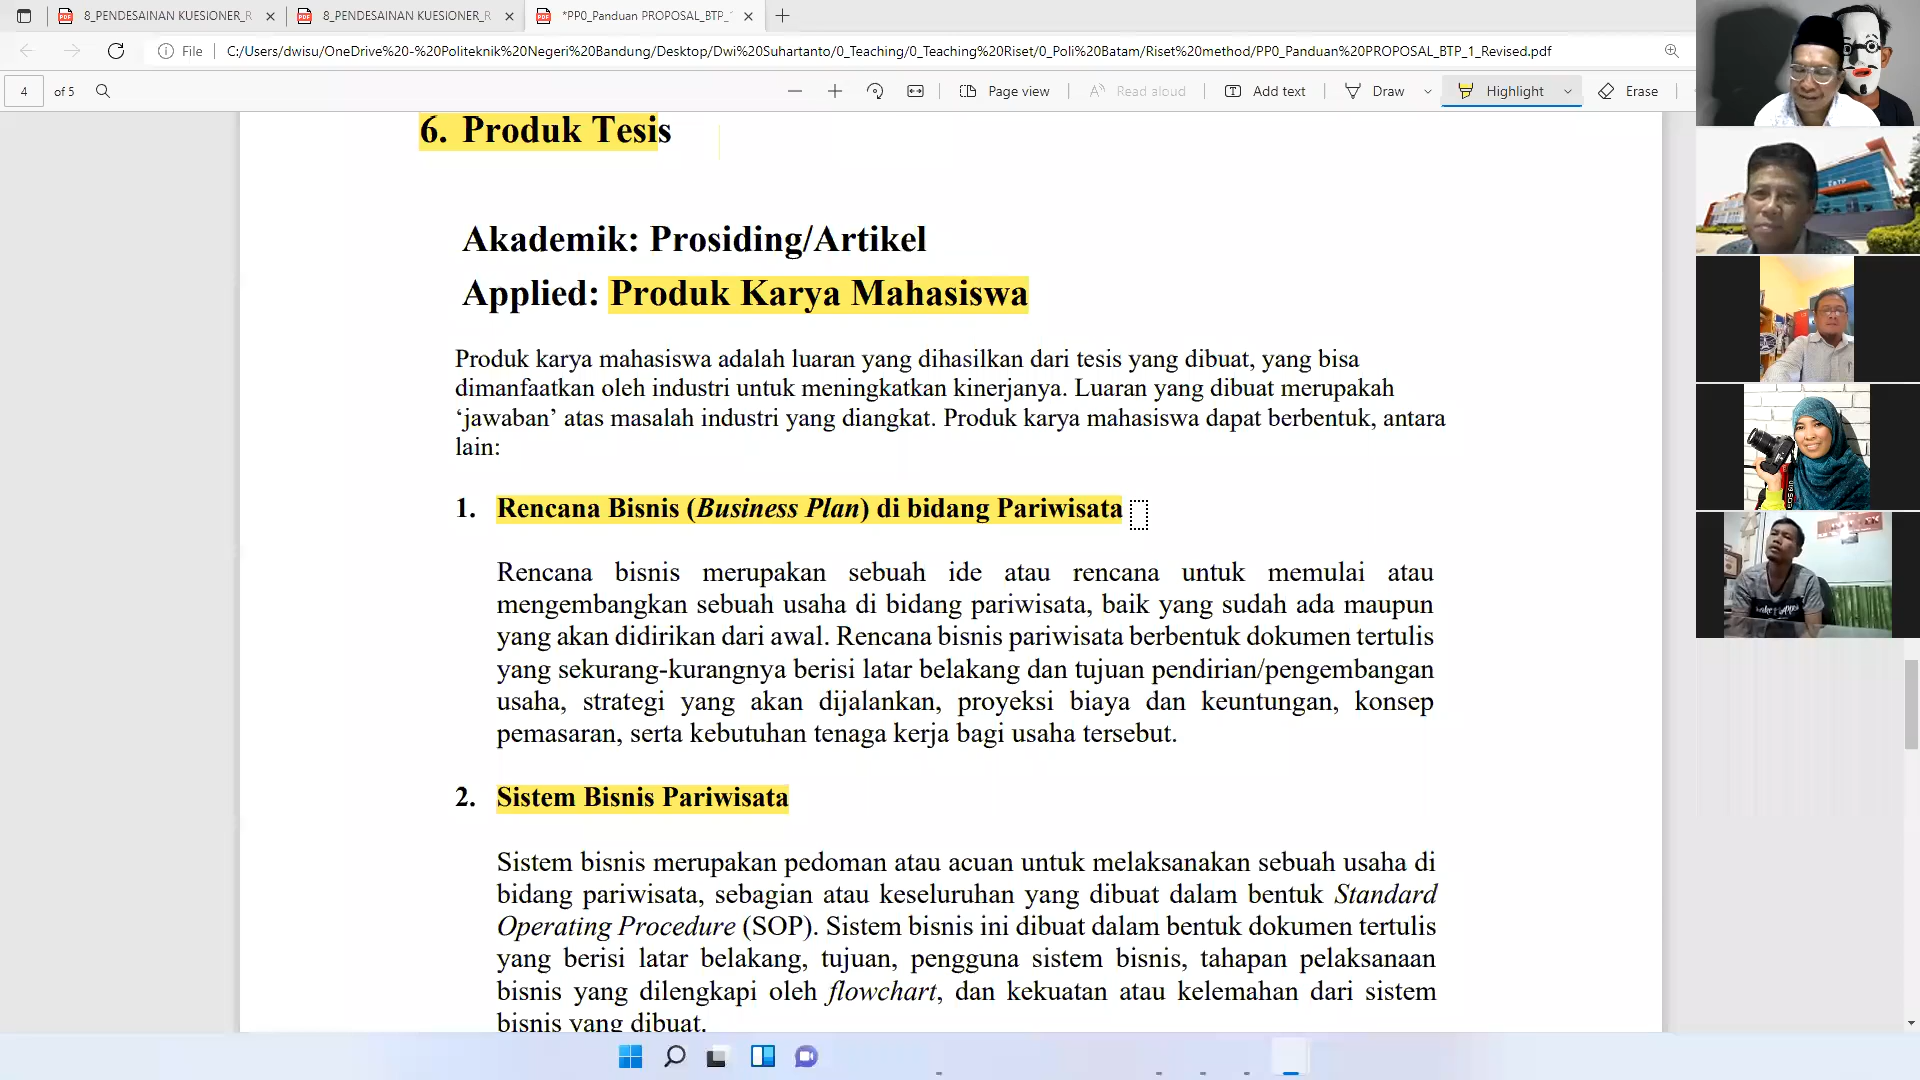 8_PENDESAINAN KUESIONER_R
8_PENDESAINAN KUESIONER_R
*PP0_Panduan PROPOSAL_BTP_1
File
C:/Users/dwisu/OneDrive%20-%20Politeknik%20Negeri%20Bandung/Desktop/Dwi%20Suhartanto/0_Teaching/0_Teaching%20Riset/0_Poli%20Batam/Riset%20method/PP0_Panduan%20PROPOSAL_BTP_1_Revised.pdf
4 of 5
Page view
Read aloud
Add text
Draw
Highlight
Erase
6. Produk Tesis
Akademik: Prosiding/Artikel
Applied: Produk Karya Mahasiswa
Produk karya mahasiswa adalah luaran yang dihasilkan dari tesis yang dibuat, yang bisa
dimanfaatkan oleh industri untuk meningkatkan kinerjanya. Luaran yang dibuat merupakah
‘jawaban’ atas masalah industri yang diangkat. Produk karya mahasiswa dapat berbentuk, antara
lain:
1. Rencana Bisnis (Business Plan) di bidang Pariwisata
Rencana bisnis merupakan sebuah ide atau rencana untuk memulai atau
mengembangkan sebuah usaha di bidang pariwisata, baik yang sudah ada maupun
yang akan didirikan dari awal. Rencana bisnis pariwisata berbentuk dokumen tertulis
yang sekurang-kurangnya berisi latar belakang dan tujuan pendirian/pengembangan
usaha, strategi yang akan dijalankan, proyeksi biaya dan keuntungan, konsep
pemasaran, serta kebutuhan tenaga kerja bagi usaha tersebut.
2. Sistem Bisnis Pariwisata
Sistem bisnis merupakan pedoman atau acuan untuk melaksanakan sebuah usaha di
bidang pariwisata, sebagian atau keseluruhan yang dibuat dalam bentuk Standard
Operating Procedure (SOP). Sistem bisnis ini dibuat dalam bentuk dokumen tertulis
yang berisi latar belakang, tujuan, pengguna sistem bisnis, tahapan pelaksanaan
bisnis yang dilengkapi oleh flowchart, dan kekuatan atau kelemahan dari sistem
bisnis yang dibuat.